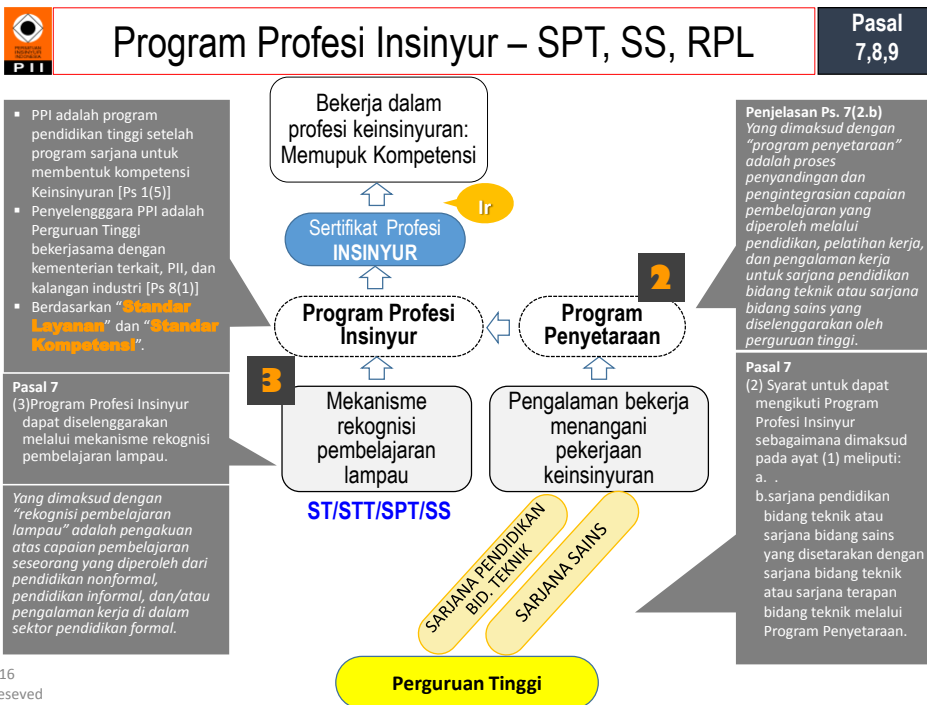 PERSATUAN
INSINYUR
INDONESIA
PII
Program Profesi Insinyur – SPT, SS, RPL
Pasal
7,8,9
▪ PPI adalah program
pendidikan tinggi setelah
program sarjana untuk
membentuk kompetensi
Keinsinyuran [Ps 1(5)]
▪ Penyelengggara PPI adalah
Perguruan Tinggi
bekerjasama dengan
kementerian terkait, PII, dan
kalangan industri [Ps 8(1)]
▪ Berdasarkan “Standar
Layanan” dan “Standar
Kompetensi”.
Pasal 7
(3)Program Profesi Insinyur
dapat diselenggarakan
melalui mekanisme rekognisi
pembelajaran lampau.
Yang dimaksud dengan
“rekognisi pembelajaran
lampau” adalah pengakuan
atas capaian pembelajaran
seseorang yang diperoleh dari
pendidikan nonformal,
pendidikan informal, dan/atau
pengalaman kerja di dalam
sektor pendidikan formal.
Bekerja dalam
profesi keinsinyuran:
Memupuk Kompetensi
Ir
Sertifikat Profesi
INSINYUR
2
Program Profesi
Insinyur
Program
Penyetaraan
3
Mekanisme
rekognisi
pembelajaran
lampau
Pengalaman bekerja
menangani
pekerjaan
keinsinyuran
ST/STT/SPT/SS
SARJANA PENDIDIKAN
BID. TEKNIK
SARJANA SAINS
Perguruan Tinggi
Penjelasan Ps. 7(2.b)
Yang dimaksud dengan
“program penyetaraan”
adalah proses
penyandingan dan
pengintegrasian capaian
pembelajaran yang
diperoleh melalui
pendidikan, pelatihan kerja,
dan pengalaman kerja
untuk sarjana pendidikan
bidang teknik atau sarjana
bidang sains yang
diselenggarakan oleh
perguruan tinggi.
Pasal 7
(2) Syarat untuk dapat
mengikuti Program
Profesi Insinyur
sebagaimana dimaksud
pada ayat (1) meliputi:
a. .
b.sarjana pendidikan
bidang teknik atau
sarjana bidang sains
yang disetarakan dengan
sarjana bidang teknik
atau sarjana terapan
bidang teknik melalui
Program Penyetaraan.
16
eseved